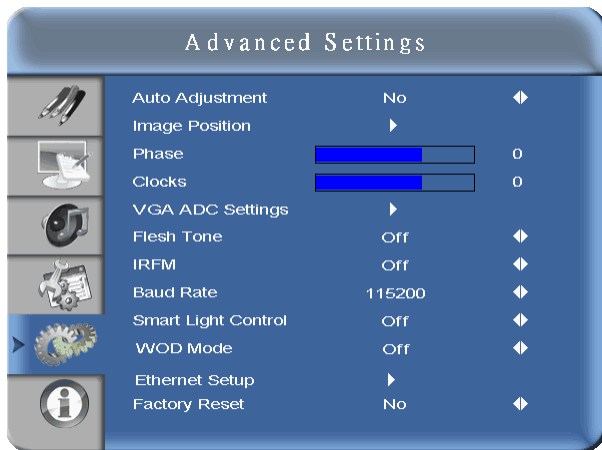 Advanced Settings
Auto Adjustment No
Image Position
Phase 0
Clocks 0
VGA ADC Settings
Flesh Tone Off
IRFM Off
Baud Rate 115200
Smart Light Control Off
WOD Mode Off
Ethernet Setup
Factory Reset No